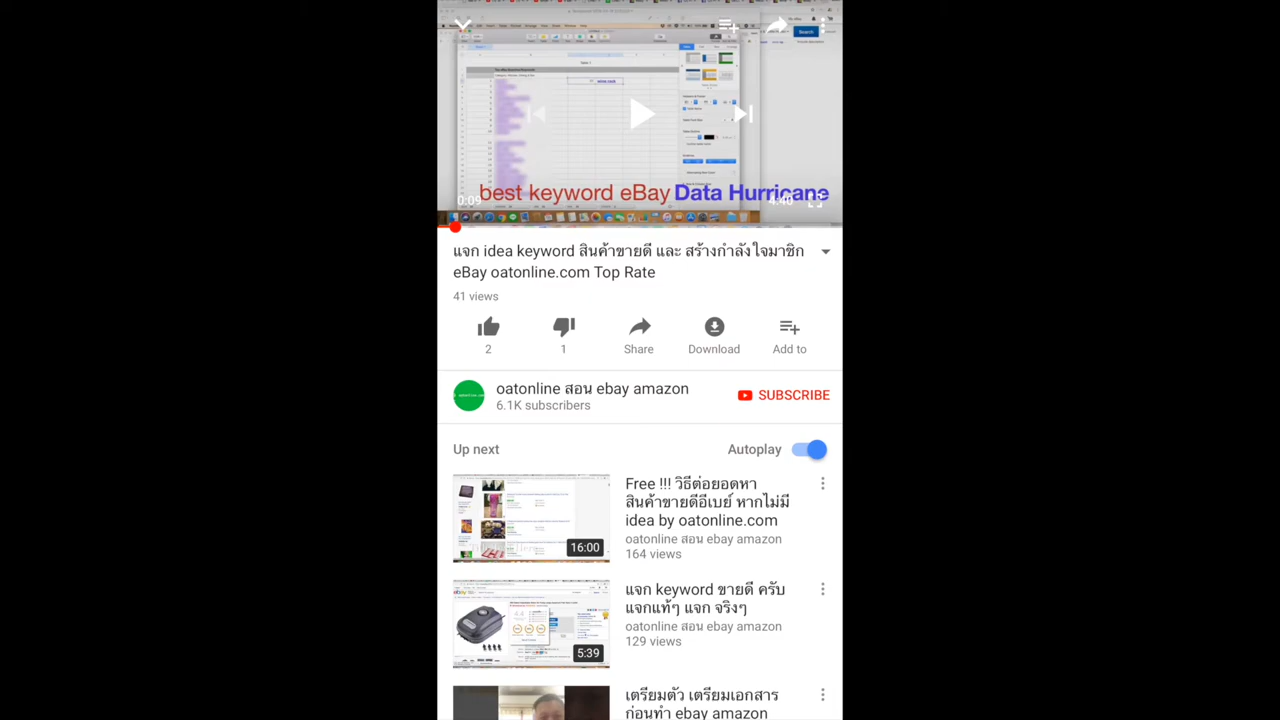 Search
best keyword eBay Data Hurricane
0:09
4:40
แจก idea keyword สินค้าขายดี และ สร้างกำลังใจมาชิก
eBay oatonline.com Top Rate
41 views
2
1
Share
Download
Add to
oatonline สอน ebay amazon
6.1K subscribers
SUBSCRIBE
Up next
Autoplay
Free !!! วิธีต่อยอดหา
สินค้าขายดีอีเบย์ หากไม่มี
idea by oatonline.com
oatonline สอน ebay amazon
164 views
16:00
แจก keyword ขายดี ครับ
แจกแท้ๆ แจก จริงๆ
oatonline สอน ebay amazon
129 views
ebay
5:39
เตรียมตัว เตรียมเอกสาร
ก่อนทำ ebay amazon